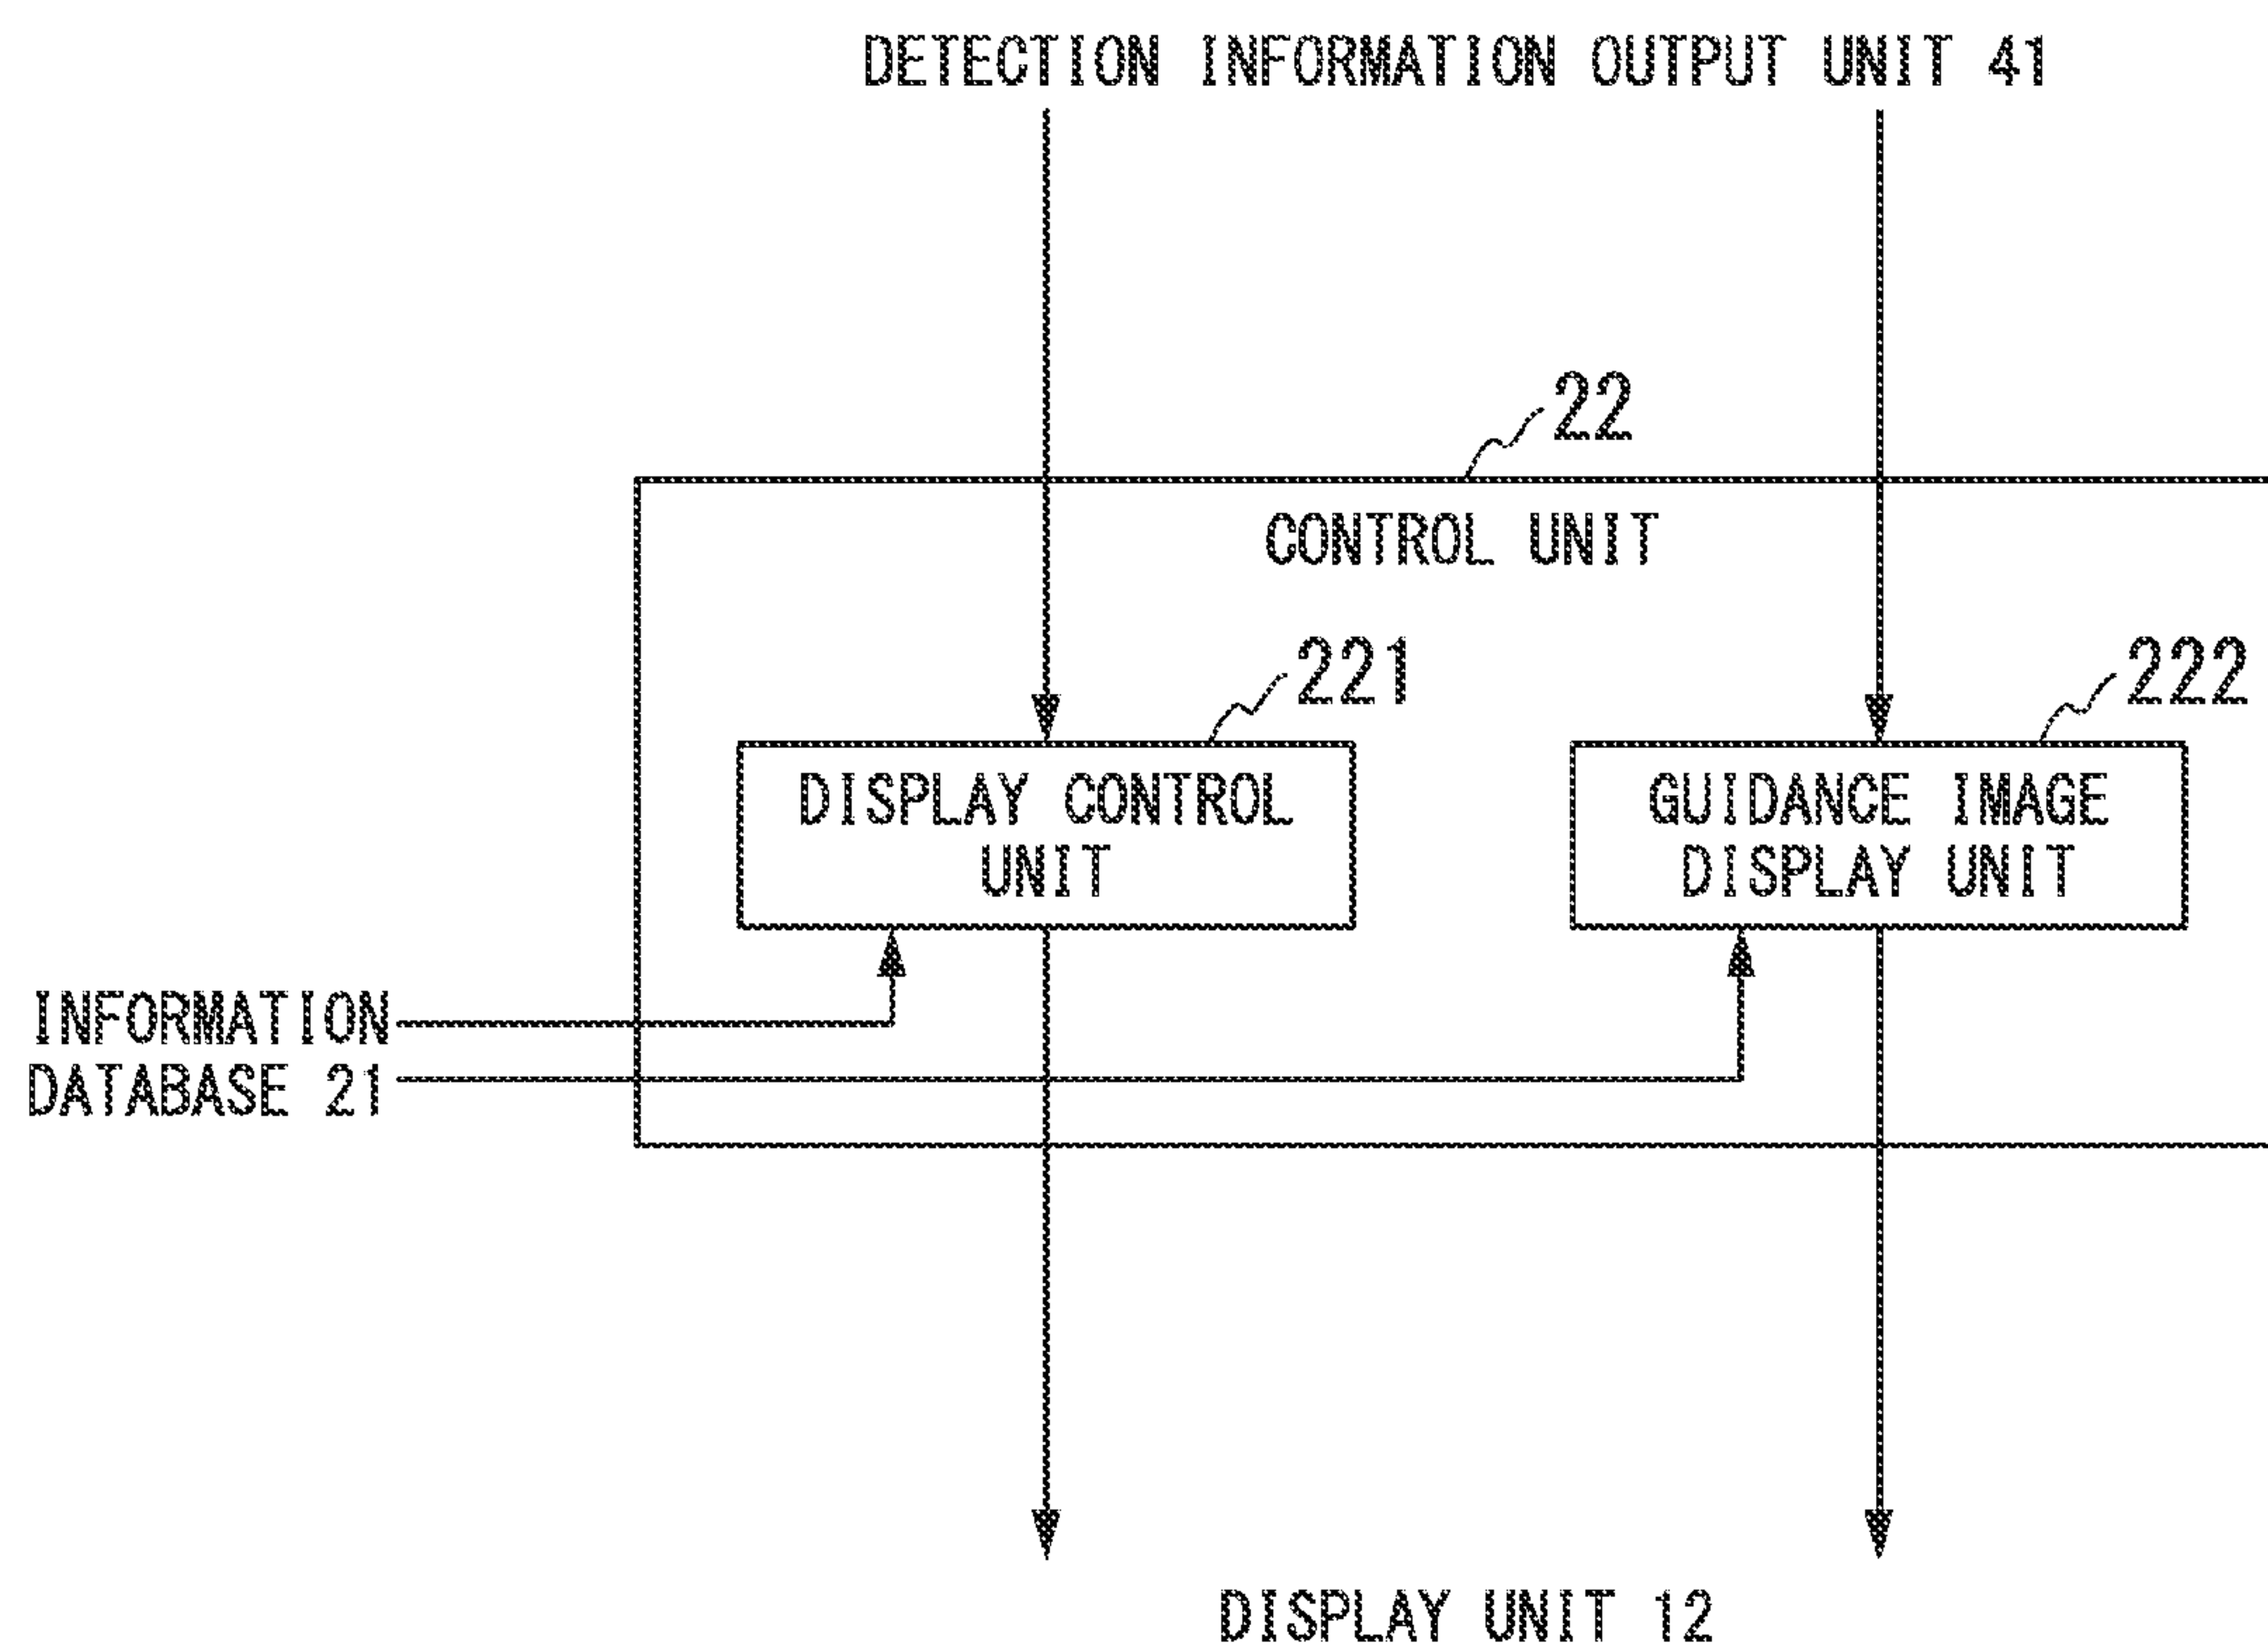 DETECTION INFORMATION OUTPUT UNIT 41
22
CONTROL UNIT
221
222
DISPLAY CONTROL
UNIT
GUIDANCE IMAGE
DISPLAY UNIT
INFORMATION
DATABASE 21
DISPLAY UNIT 12